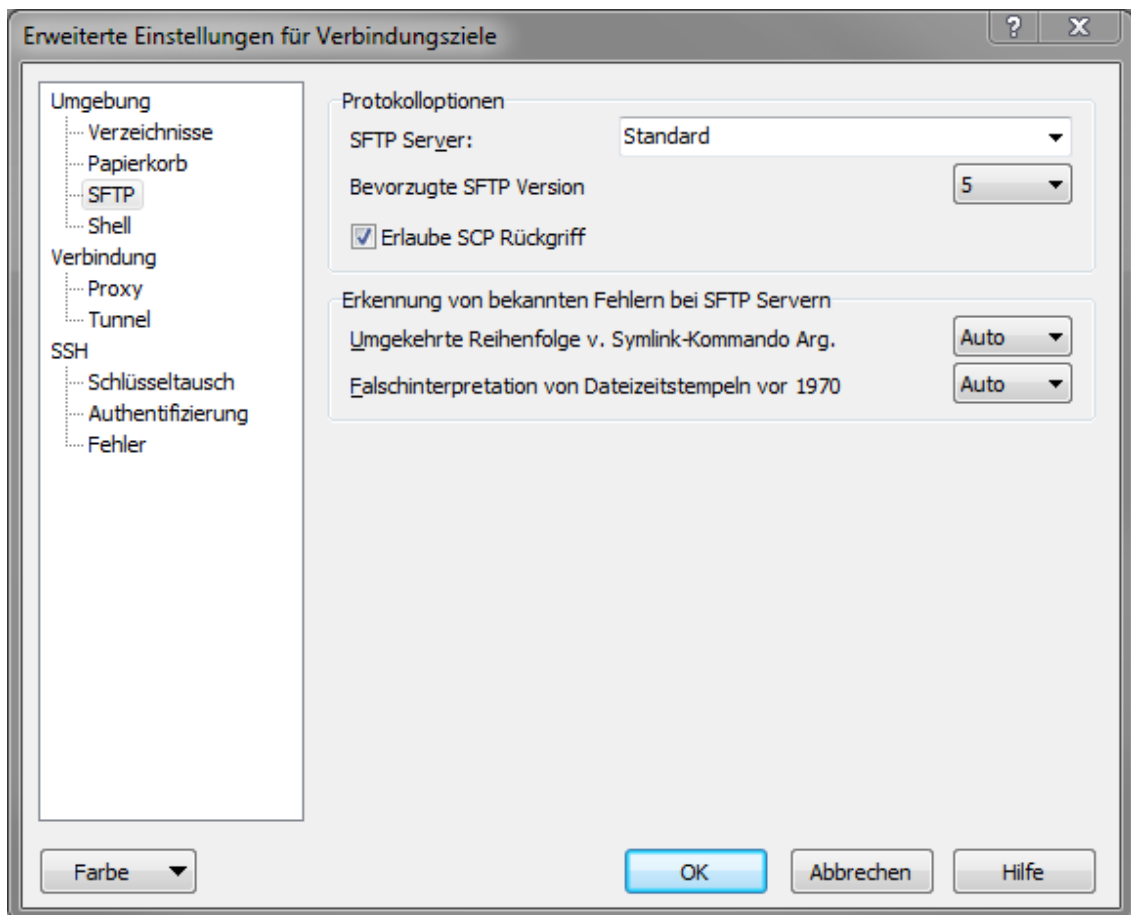 Erweiterte Einstellungen für Verbindungsziele
Umgebung
Verzeichnisse
Papierkorb
SFTP
Shell
Verbindung
Proxy
Tunnel
SSH
Schlüsseltausch
Authentifizierung
Fehler
Protokolloptionen
SFTP Server: Standard
Bevorzugte SFTP Version 5
Erlaube SCP Rückgriff
Erkennung von bekannten Fehlern bei SFTP Servern
Umgekehrte Reihenfolge v. Symlink-Kommando Arg. Auto
Falschinterpretation von Dateizeitstempeln vor 1970 Auto
Farbe OK Abbrechen Hilfe